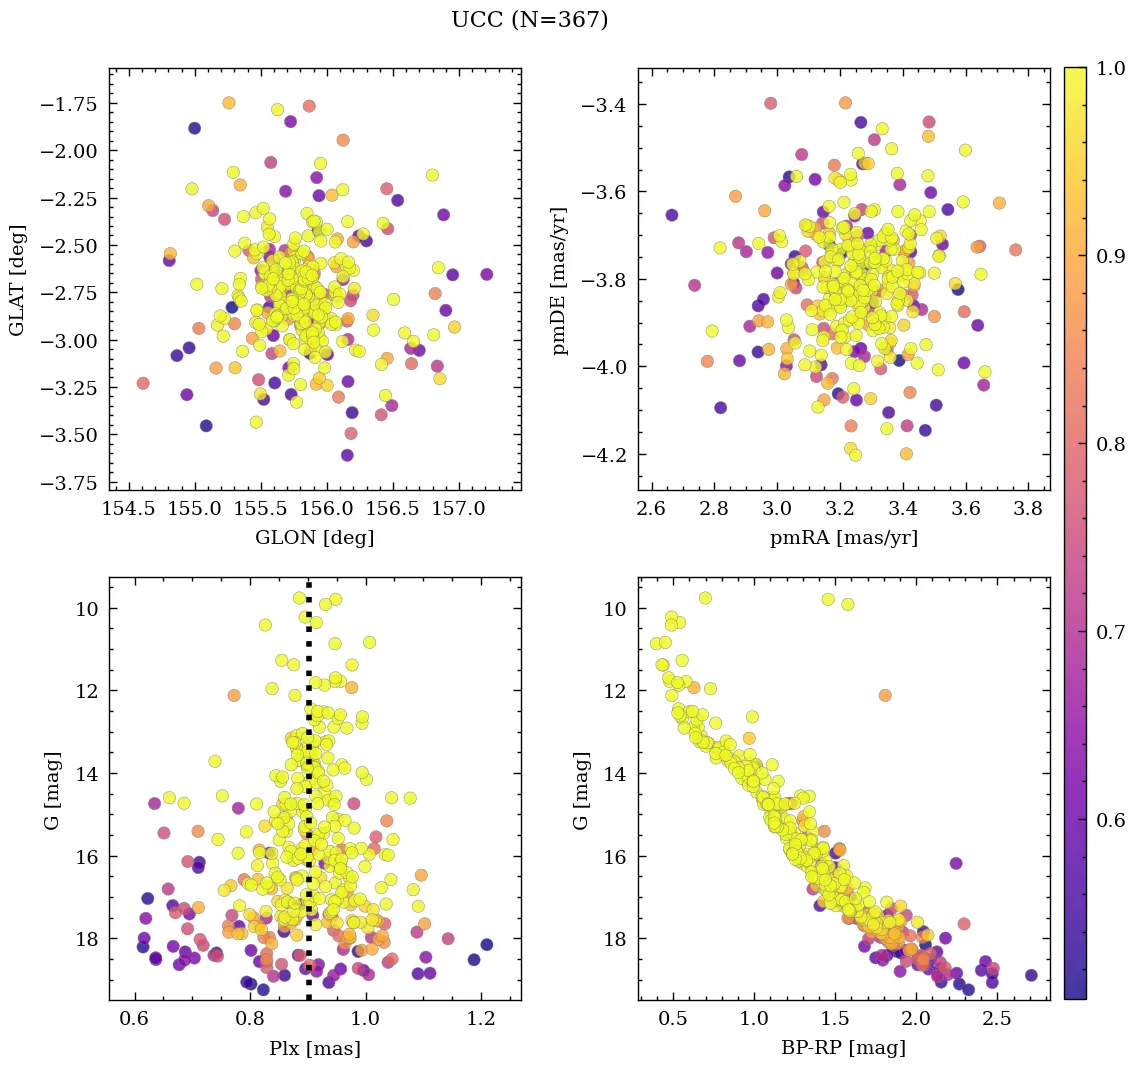 UCC (N=367)
−1.75
−2.00
−2.25
−2.50
−2.75
−3.00
−3.25
−3.50
−3.75
GLAT [deg]
154.5 155.0 155.5 156.0 156.5 157.0
GLON [deg]
−3.4
−3.6
−3.8
−4.0
−4.2
pmDE [mas/yr]
2.6 2.8 3.0 3.2 3.4 3.6 3.8
pmRA [mas/yr]
10
12
14
16
18
G [mag]
0.6 0.8 1.0 1.2
Plx [mas]
10
12
14
16
18
G [mag]
0.5 1.0 1.5 2.0 2.5
BP-RP [mag]
1.0
0.9
0.8
0.7
0.6